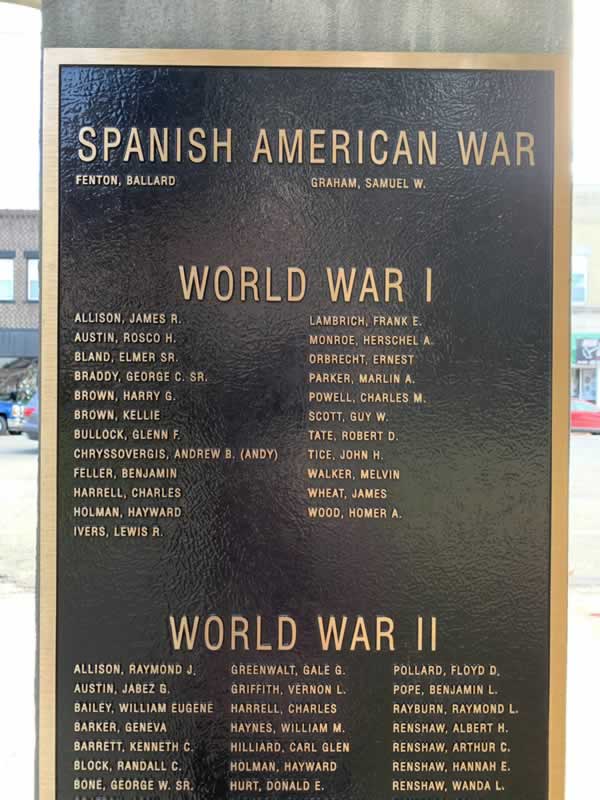 SPANISH AMERICAN WAR
FENTON, BALLARD
GRAHAM, SAMUEL W.
WORLD WAR I
ALLISON, JAMES R.
AUSTIN, ROSCO H.
BLAND, ELMER SR.
BRADDY, GEORGE C. SR.
BROWN, HARRY G.
BROWN, KELLIE
BULLOCK, GLENN F.
CHRYSSOVERGIS, ANDREW B. (ANDY)
FELLER, BENJAMIN
HARRELL, CHARLES
HOLMAN, HAYWARD
IVERS, LEWIS R.
LAMBRICH, FRANK E.
MONROE, HERSCHEL A.
ORBRECHT, ERNEST
PARKER, MARLIN A.
POWELL, CHARLES M.
SCOTT, GUY W.
TATE, ROBERT D.
TICE, JOHN H.
WALKER, MELVIN
WHEAT, JAMES
WOOD, HOMER A.
WORLD WAR II
ALLISON, RAYMOND J.
AUSTIN, JABEZ G.
BAILEY, WILLIAM EUGENE
BARKER, GENEVA
BARRETT, KENNETH C.
BLOCK, RANDALL C.
BONE, GEORGE W. SR.
GREENWALT, GALE G.
GRIFFITH, VERNON L.
HARRELL, CHARLES
HAYNES, WILLIAM M.
HILLIARD, CARL GLEN
HOLMAN, HAYWARD
HURT, DONALD E.
POLLARD, FLOYD D.
POPE, BENJAMIN L.
RAYBURN, RAYMOND L.
RENSHAW, ALBERT H.
RENSHAW, ARTHUR C.
RENSHAW, HANNAH E.
RENSHAW, WANDA L.